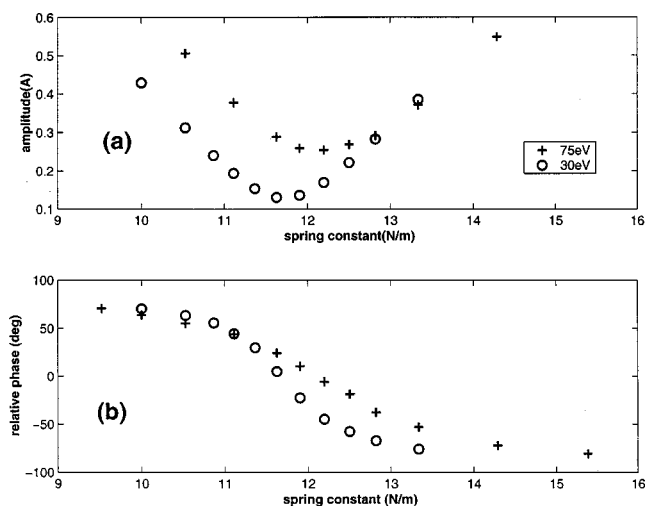 0.6
0.5
0.4
0.3
0.2
0.1
amplitude(A)
(a)
+ 75eV
o 30eV
9 10 11 12 13 14 15 16
spring constant(N/m)
100
50
0
−50
−100
relative phase (deg)
(b)
9 10 11 12 13 14 15 16
spring constant (N/m)